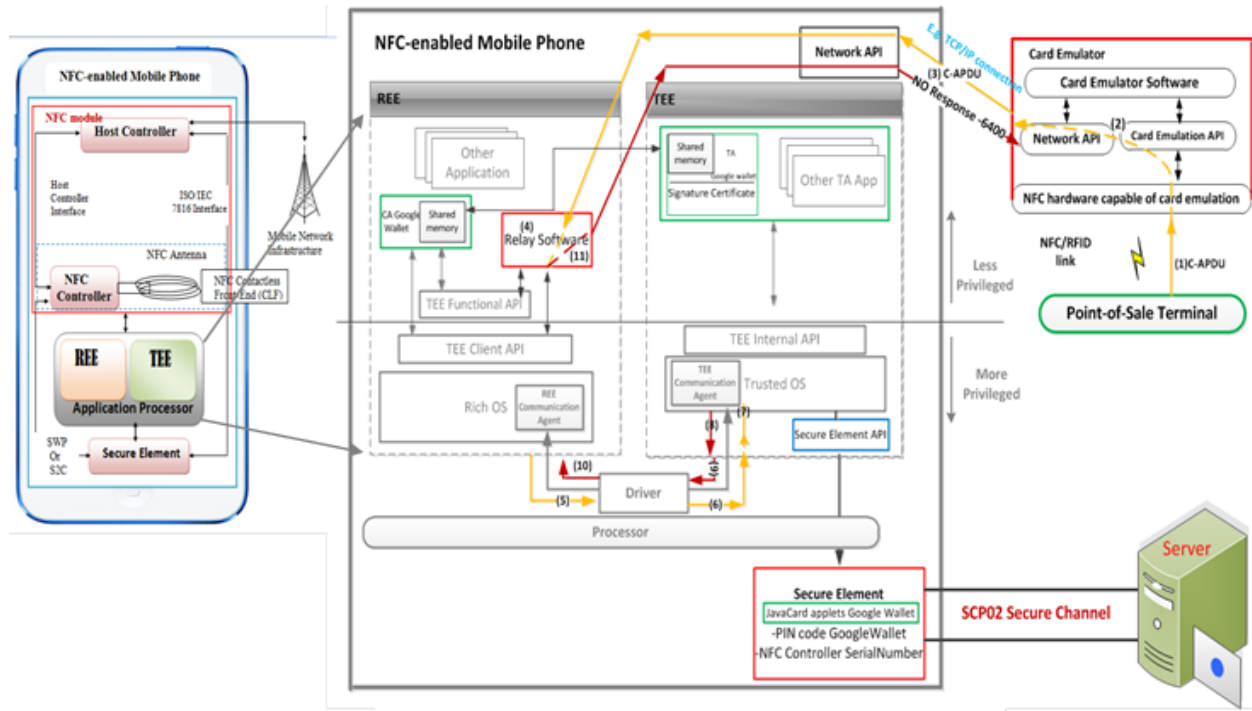 NFC-enabled Mobile Phone
NFC module
Host Controller
Host
Controller
Interface
ISO/IEC
7816 Interface
Mobile Network
Infrastructure
NFC Antenna
NFC
Controller
NFC Contactless
Front-End (CLF)
REE
TEE
Application Processor
SWP
Or
S2C
Secure Element
NFC-enabled Mobile Phone
Network API
REE
TEE
Other
Application
CA Google
Wallet
Shared
memory
(4)
Relay Software
(11)
TEE Functional API
TEE Client API
Rich OS
REE
Communication
Agent
Shared
memory
TA
Google wallet
Signature Certificate
Other TA App
TEE Internal API
TEE
Communication
Agent
Trusted OS
(7)
(8)
Secure Element API
(10)
(5)
Driver
(9)
(6)
Processor
Secure Element
JavaCard applets Google Wallet
-PIN code GoogleWallet
-NFC Controller SerialNumber
SCP02 Secure Channel
Server
E.g. TCP/IP connection
(3) C-APDU
NO Response -6400
Card Emulator
Card Emulator Software
(2)
Network API
Card Emulation API
NFC hardware capable of card emulation
NFC/RFID
link
(1)C-APDU
Point-of-Sale Terminal
Less
Privileged
More
Privileged